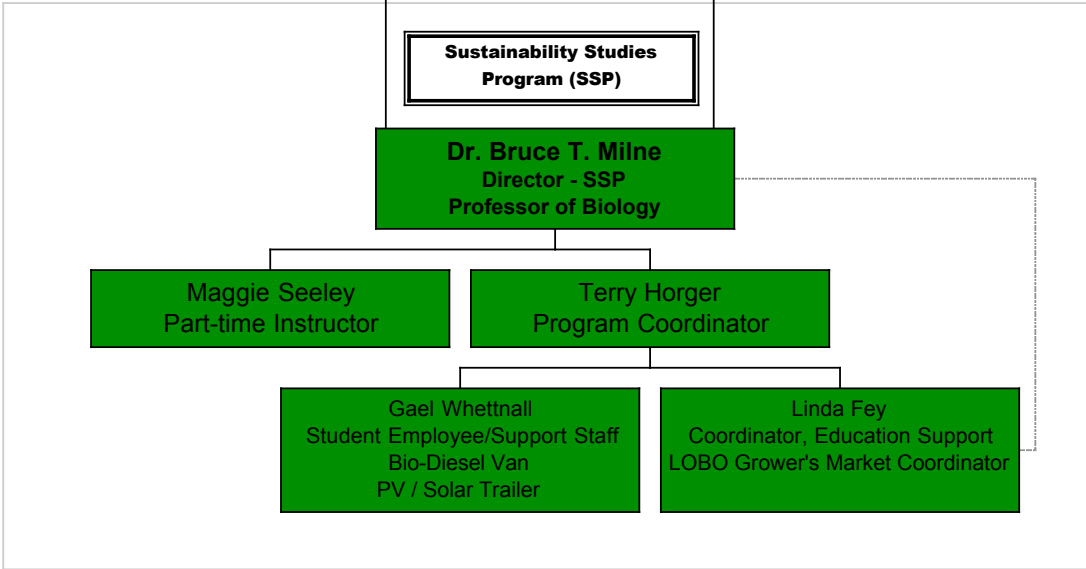 Sustainability Studies
Program (SSP)
Dr. Bruce T. Milne
Director - SSP
Professor of Biology
Maggie Seeley
Part-time Instructor
Terry Horger
Program Coordinator
Gael Whettnall
Student Employee/Support Staff
Bio-Diesel Van
PV / Solar Trailer
Linda Fey
Coordinator, Education Support
LOBO Grower's Market Coordinator